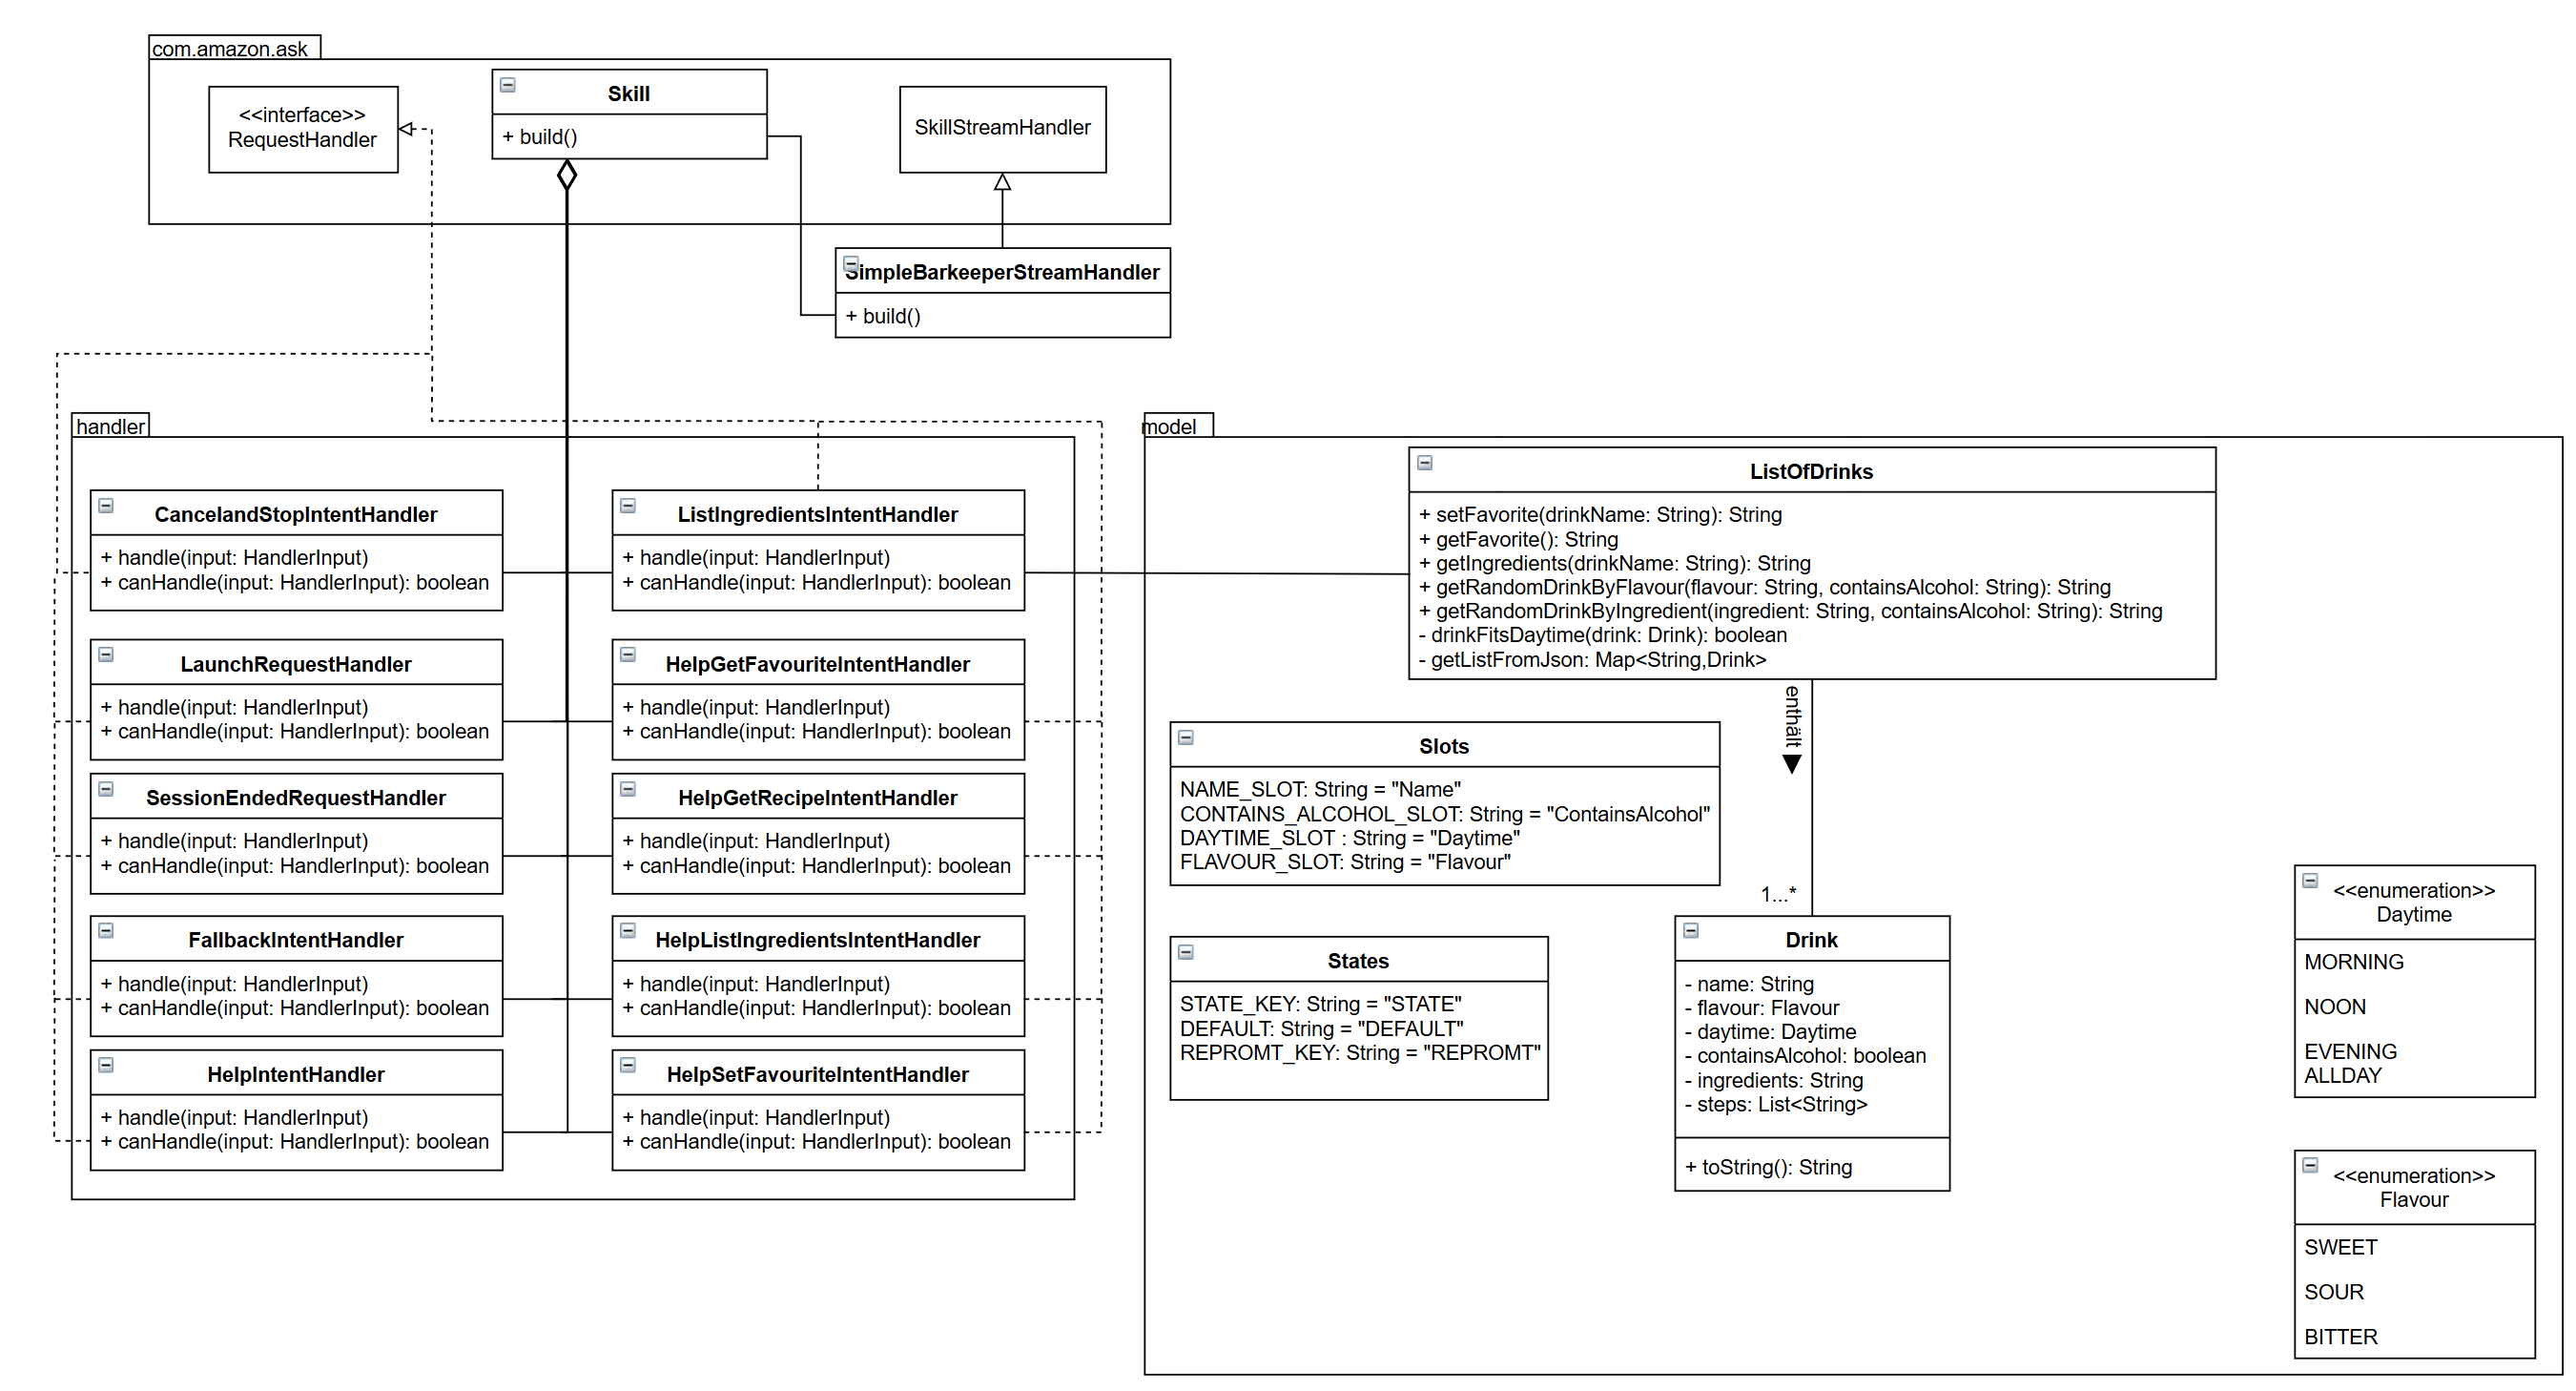 com.amazon.ask
<<interface>>
RequestHandler
Skill
+ build()
SkillStreamHandler
SimpleBarkeeperStreamHandler
+ build()
handler
CancelandStopIntentHandler
+ handle(input: HandlerInput)
+ canHandle(input: HandlerInput): boolean
ListIngredientsIntentHandler
+ handle(input: HandlerInput)
+ canHandle(input: HandlerInput): boolean
LaunchRequestHandler
+ handle(input: HandlerInput)
+ canHandle(input: HandlerInput): boolean
HelpGetFavouriteIntentHandler
+ handle(input: HandlerInput)
+ canHandle(input: HandlerInput): boolean
SessionEndedRequestHandler
+ handle(input: HandlerInput)
+ canHandle(input: HandlerInput): boolean
HelpGetRecipeIntentHandler
+ handle(input: HandlerInput)
+ canHandle(input: HandlerInput): boolean
FallbackIntentHandler
+ handle(input: HandlerInput)
+ canHandle(input: HandlerInput): boolean
HelpListIngredientsIntentHandler
+ handle(input: HandlerInput)
+ canHandle(input: HandlerInput): boolean
HelpIntentHandler
+ handle(input: HandlerInput)
+ canHandle(input: HandlerInput): boolean
HelpSetFavouriteIntentHandler
+ handle(input: HandlerInput)
+ canHandle(input: HandlerInput): boolean
model
ListOfDrinks
+ setFavorite(drinkName: String): String
+ getFavorite(): String
+ getIngredients(drinkName: String): String
+ getRandomDrinkByFlavour(flavour: String, containsAlcohol: String): String
+ getRandomDrinkByIngredient(ingredient: String, containsAlcohol: String): String
- drinkFitsDaytime(drink: Drink): boolean
- getListFromJson: Map<String,Drink>
enthält
1...*
Slots
NAME_SLOT: String = "Name"
CONTAINS_ALCOHOL_SLOT: String = "ContainsAlcohol"
DAYTIME_SLOT : String = "Daytime"
FLAVOUR_SLOT: String = "Flavour"
States
STATE_KEY: String = "STATE"
DEFAULT: String = "DEFAULT"
REPROMT_KEY: String = "REPROMT"
Drink
- name: String
- flavour: Flavour
- daytime: Daytime
- containsAlcohol: boolean
- ingredients: String
- steps: List<String>
+ toString(): String
<<enumeration>>
Daytime
MORNING
NOON
EVENING
ALLDAY
<<enumeration>>
Flavour
SWEET
SOUR
BITTER